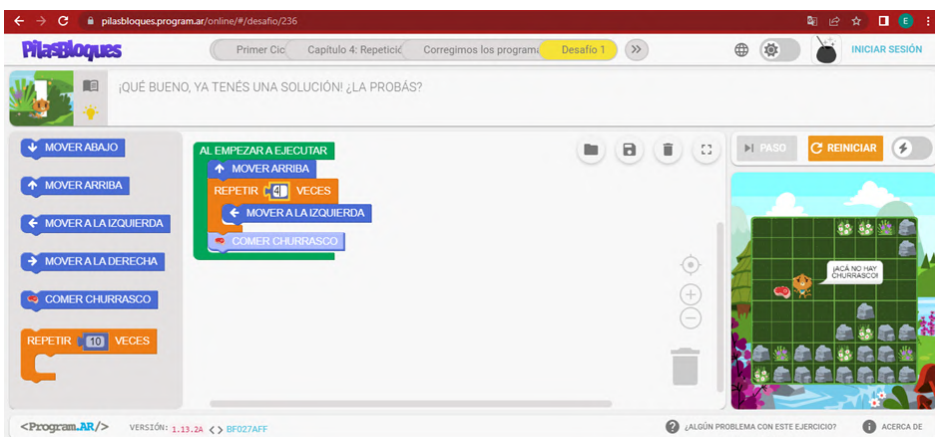 pilasbloques.program.ar/online/#/desafio/236
E
PilasBloques
Primer Cic
Capítulo 4: Repetició
Corregimos los programa
Desafío 1
INICIAR SESIÓN
¡QUÉ BUENO, YA TENÉS UNA SOLUCIÓN! ¿LA PROBÁS?
MOVER ABAJO
MOVER ARRIBA
MOVER A LA IZQUIERDA
MOVER A LA DERECHA
COMER CHURRASCO
REPETIR 10 VECES
AL EMPEZAR A EJECUTAR
MOVER ARRIBA
REPETIR 4 VECES
MOVER A LA IZQUIERDA
COMER CHURRASCO
PASO
REINICIAR
¡ACÁ NO HAY
CHURRASCO!
<Program.AR/>
VERSIÓN: 1.13.2A <> BF027AFF
¿ALGÚN PROBLEMA CON ESTE EJERCICIO?
ACERCA DE